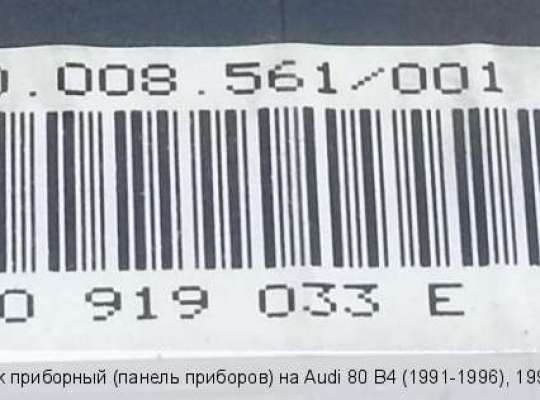 0.008.561/001
0 919 033 E
к приборный (панель приборов) на Audi 80 B4 (1991-1996), 199